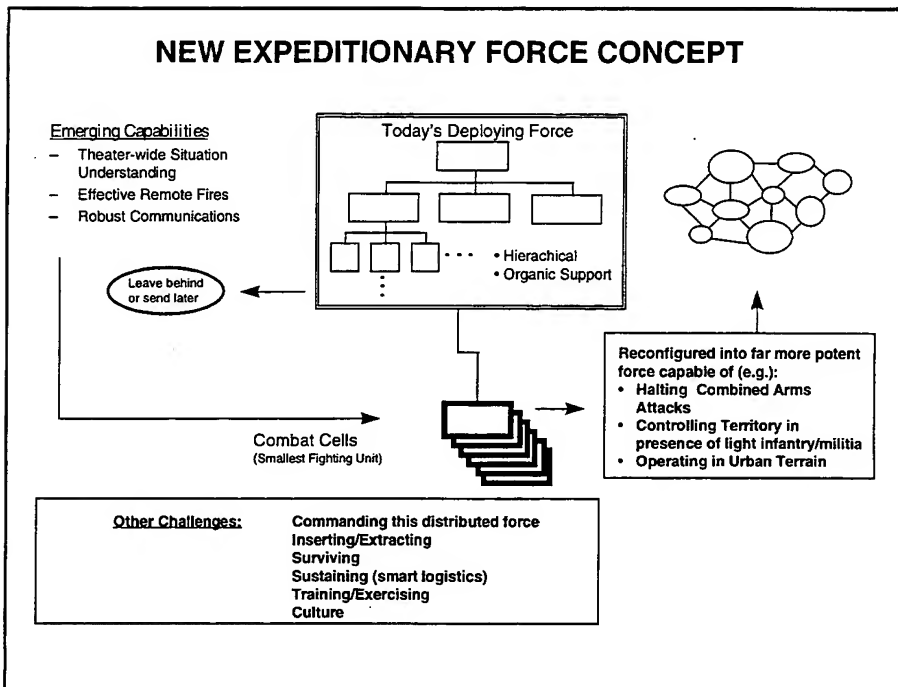 NEW EXPEDITIONARY FORCE CONCEPT
Emerging Capabilities
– Theater-wide Situation
Understanding
– Effective Remote Fires
– Robust Communications
Today's Deploying Force
• Hierachical
• Organic Support
Leave behind
or send later
Combat Cells
(Smallest Fighting Unit)
Reconfigured into far more potent
force capable of (e.g.):
• Halting Combined Arms
Attacks
• Controlling Territory in
presence of light infantry/militia
• Operating in Urban Terrain
Other Challenges: Commanding this distributed force
Inserting/Extracting
Surviving
Sustaining (smart logistics)
Training/Exercising
Culture